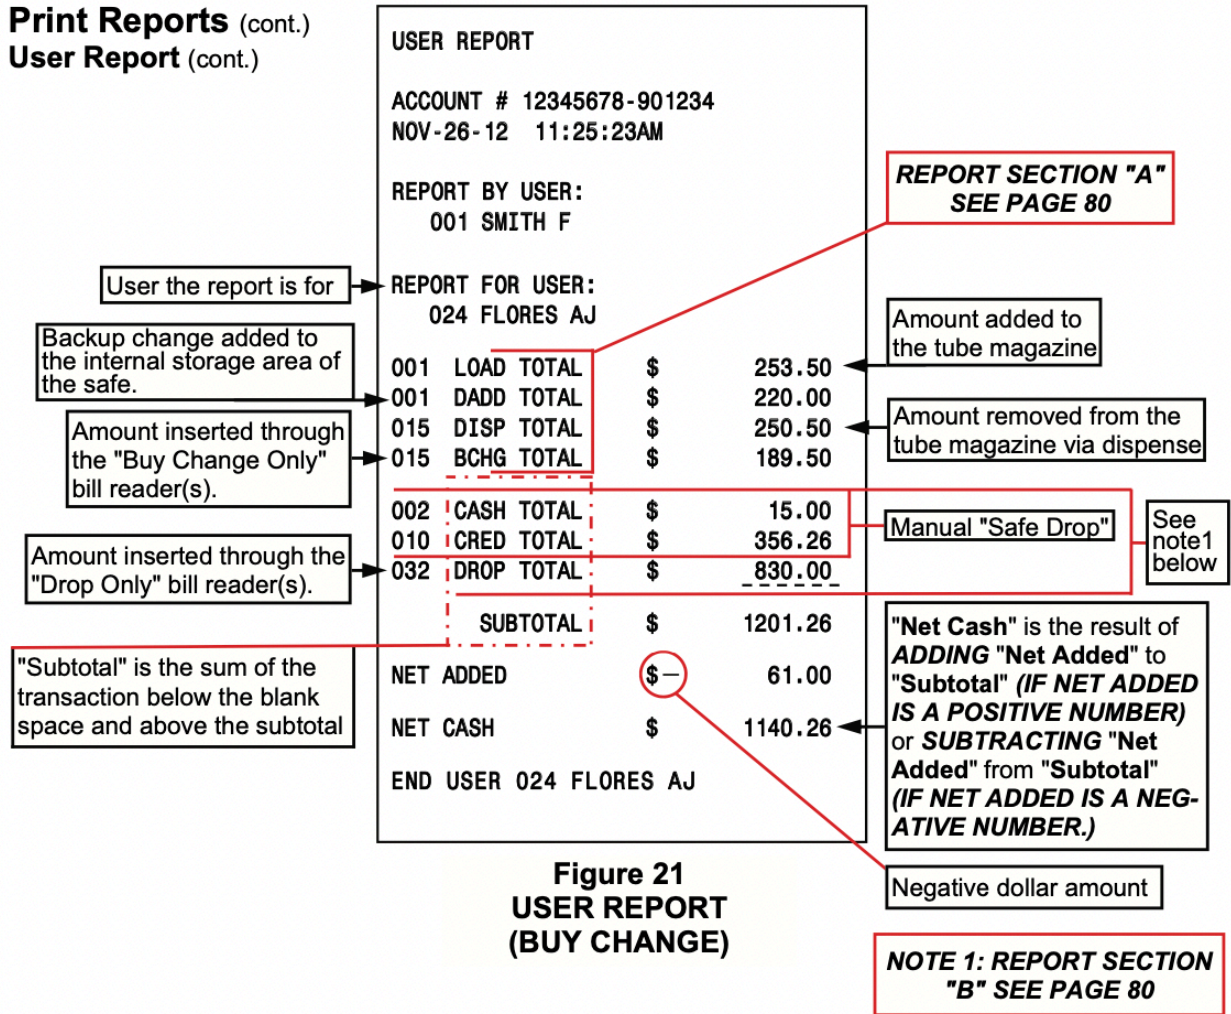 Print Reports (cont.)
User Report (cont.)
USER REPORT
ACCOUNT # 12345678-901234
NOV-26-12 11:25:23AM
REPORT BY USER:
001 SMITH F
REPORT FOR USER:
024 FLORES AJ
001 LOAD TOTAL $ 253.50
001 DADD TOTAL $ 220.00
015 DISP TOTAL $ 250.50
015 BCHG TOTAL $ 189.50
002 CASH TOTAL $ 15.00
010 CRED TOTAL $ 356.26
032 DROP TOTAL $ 830.00
SUBTOTAL $ 1201.26
NET ADDED $− 61.00
NET CASH $ 1140.26
END USER 024 FLORES AJ
User the report is for
Backup change added to
the internal storage area of
the safe.
Amount inserted through
the "Buy Change Only"
bill reader(s).
Amount inserted through the
"Drop Only" bill reader(s).
"Subtotal" is the sum of the
transaction below the blank
space and above the subtotal
REPORT SECTION "A"
SEE PAGE 80
Amount added to
the tube magazine
Amount removed from the
tube magazine via dispense
Manual "Safe Drop"
See
note1
below
"Net Cash" is the result of
ADDING "Net Added" to
"Subtotal" (IF NET ADDED
IS A POSITIVE NUMBER)
or SUBTRACTING "Net
Added" from "Subtotal"
(IF NET ADDED IS A NEG-
ATIVE NUMBER.)
Negative dollar amount
Figure 21
USER REPORT
(BUY CHANGE)
NOTE 1: REPORT SECTION
"B" SEE PAGE 80